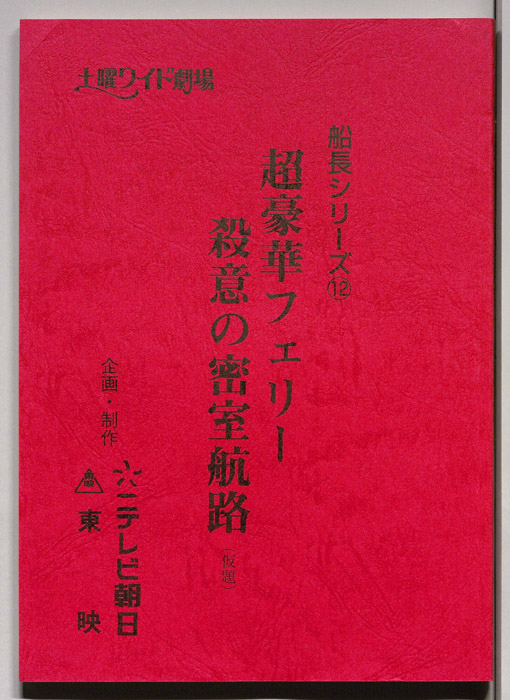 土曜ワイド劇場
船長シリーズ⑫
超豪華フェリー
殺意の密室航路
（仮題）
企画・制作
テレビ朝日
東映